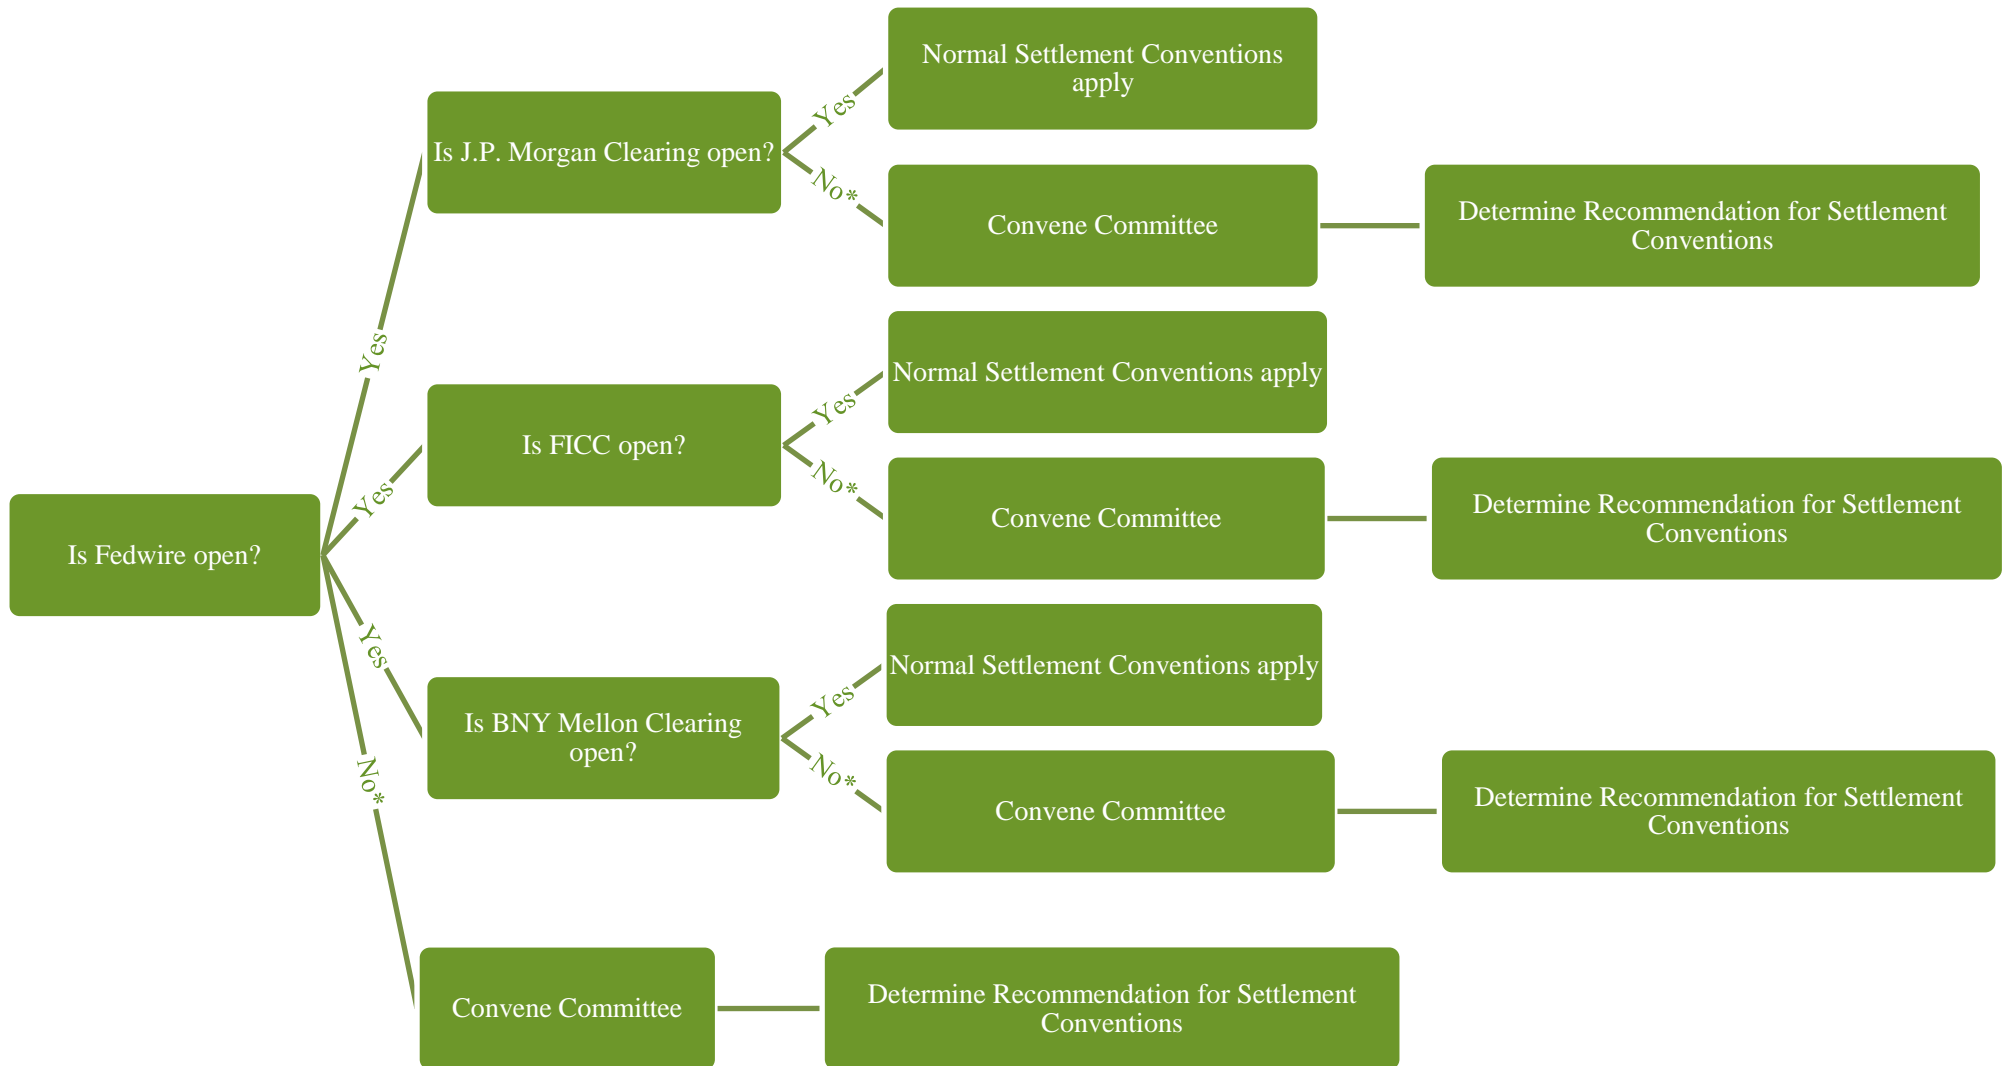 Is Fedwire open?
Yes
Is J.P. Morgan Clearing open?
Yes
Normal Settlement Conventions
apply
No*
Convene Committee
Determine Recommendation for Settlement
Conventions
Yes
Is FICC open?
Yes
Normal Settlement Conventions apply
No*
Convene Committee
Determine Recommendation for Settlement
Conventions
Yes
Is BNY Mellon Clearing
open?
Yes
Normal Settlement Conventions apply
No*
Convene Committee
Determine Recommendation for Settlement
Conventions
No*
Convene Committee
Determine Recommendation for Settlement
Conventions